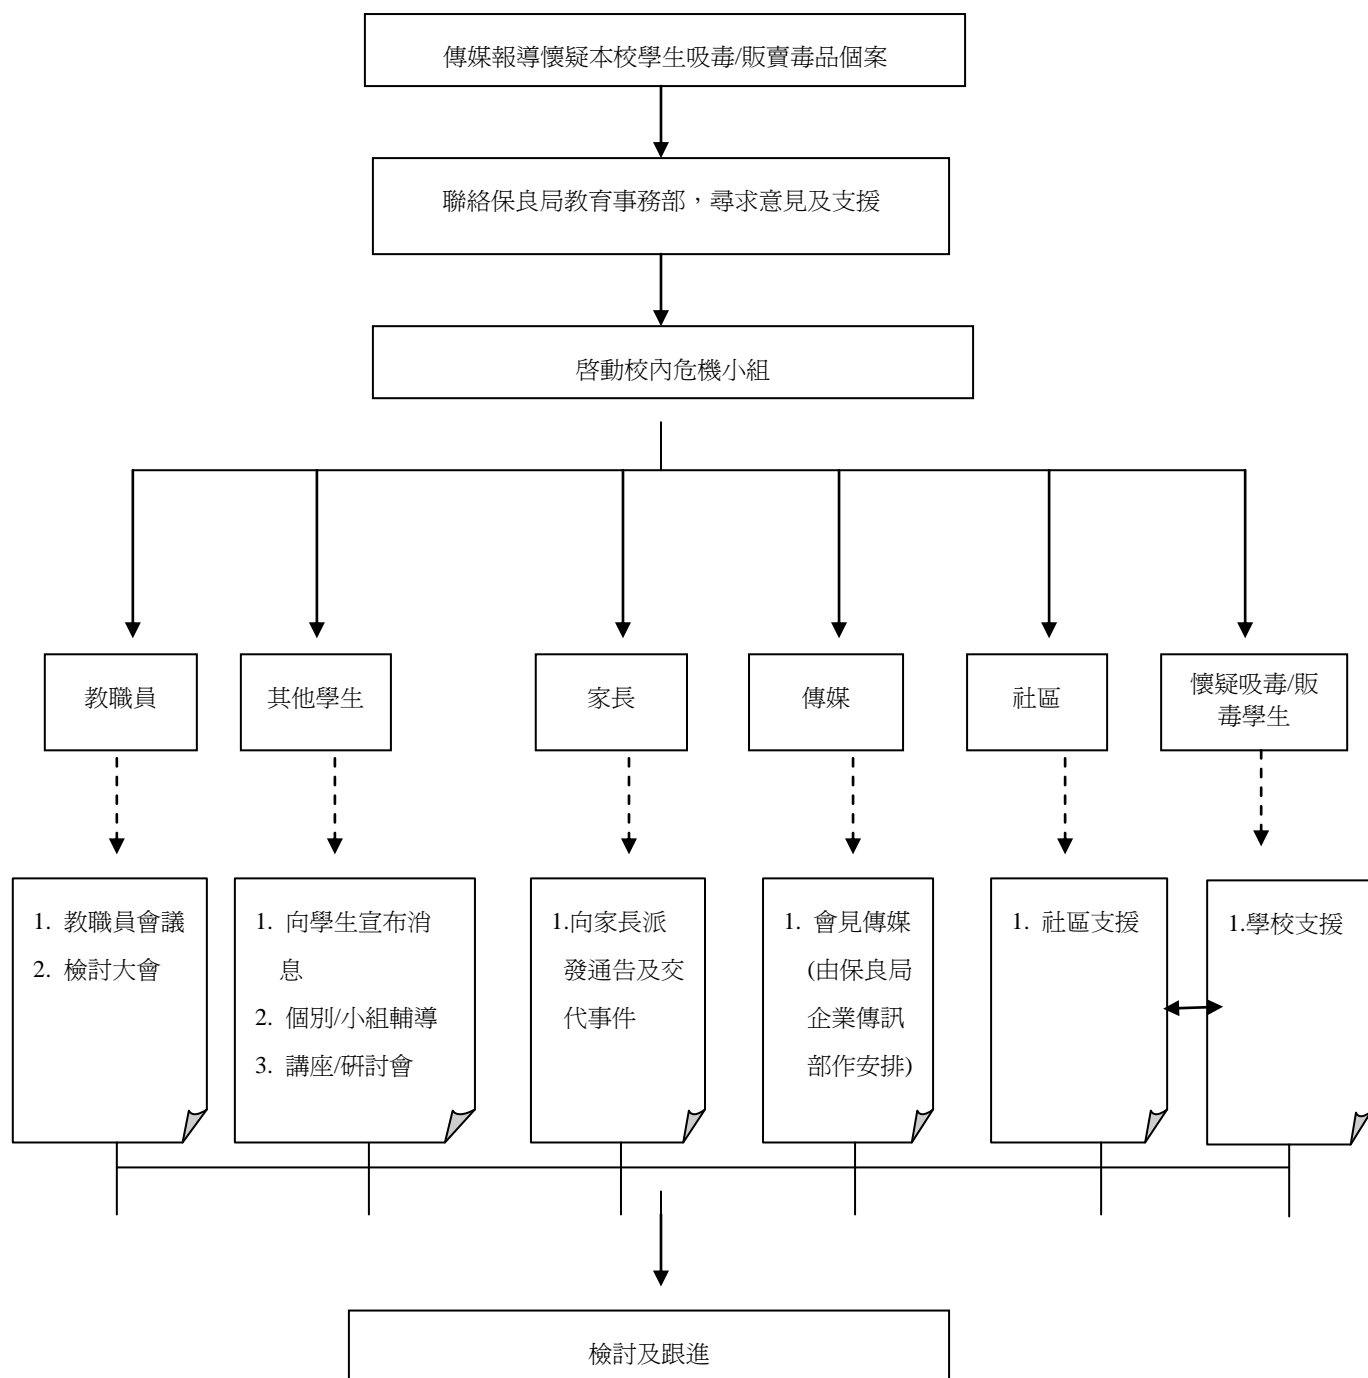 傳媒報導懷疑本校學生吸毒/販賣毒品個案
聯絡保良局教育事務部，尋求意見及支援
啓動校內危機小組
教職員
其他學生
家長
傳媒
社區
懷疑吸毒/販
毒學生
1. 教職員會議
2. 檢討大會
1. 向學生宣布消
息
2. 個別/小組輔導
3. 講座/研討會
1.向家長派
發通告及交
代事件
1. 會見傳媒
(由保良局
企業傳訊
部作安排)
1. 社區支援
1.學校支援
檢討及跟進